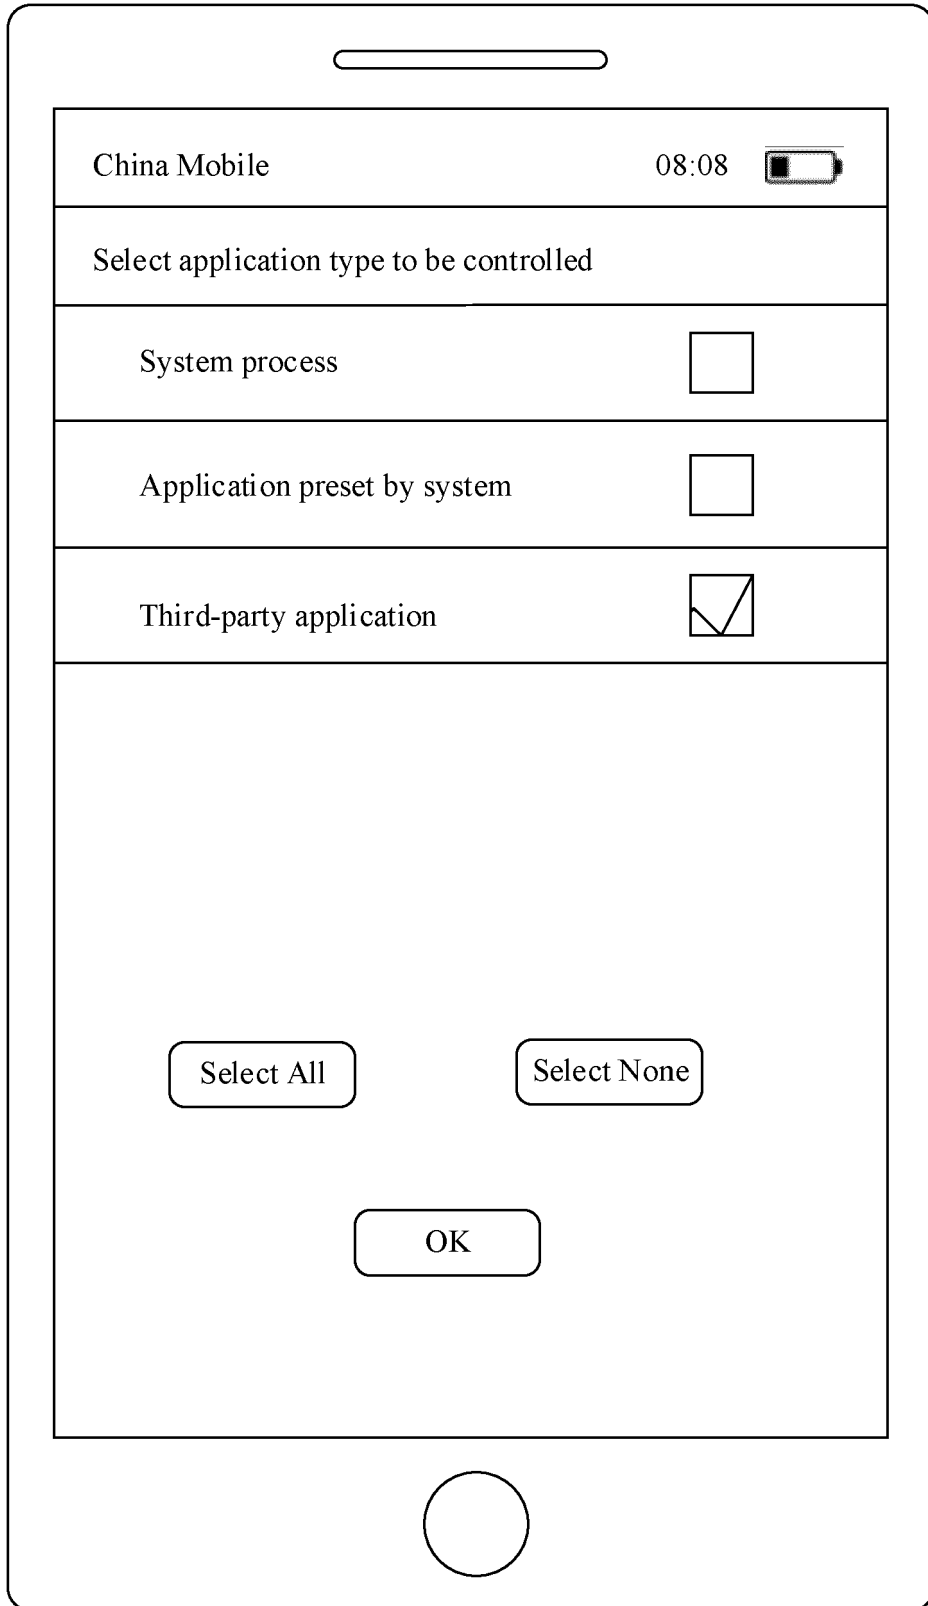 China Mobile 08:08
Select application type to be controlled
System process
Application preset by system
Third-party application
Select All Select None
OK